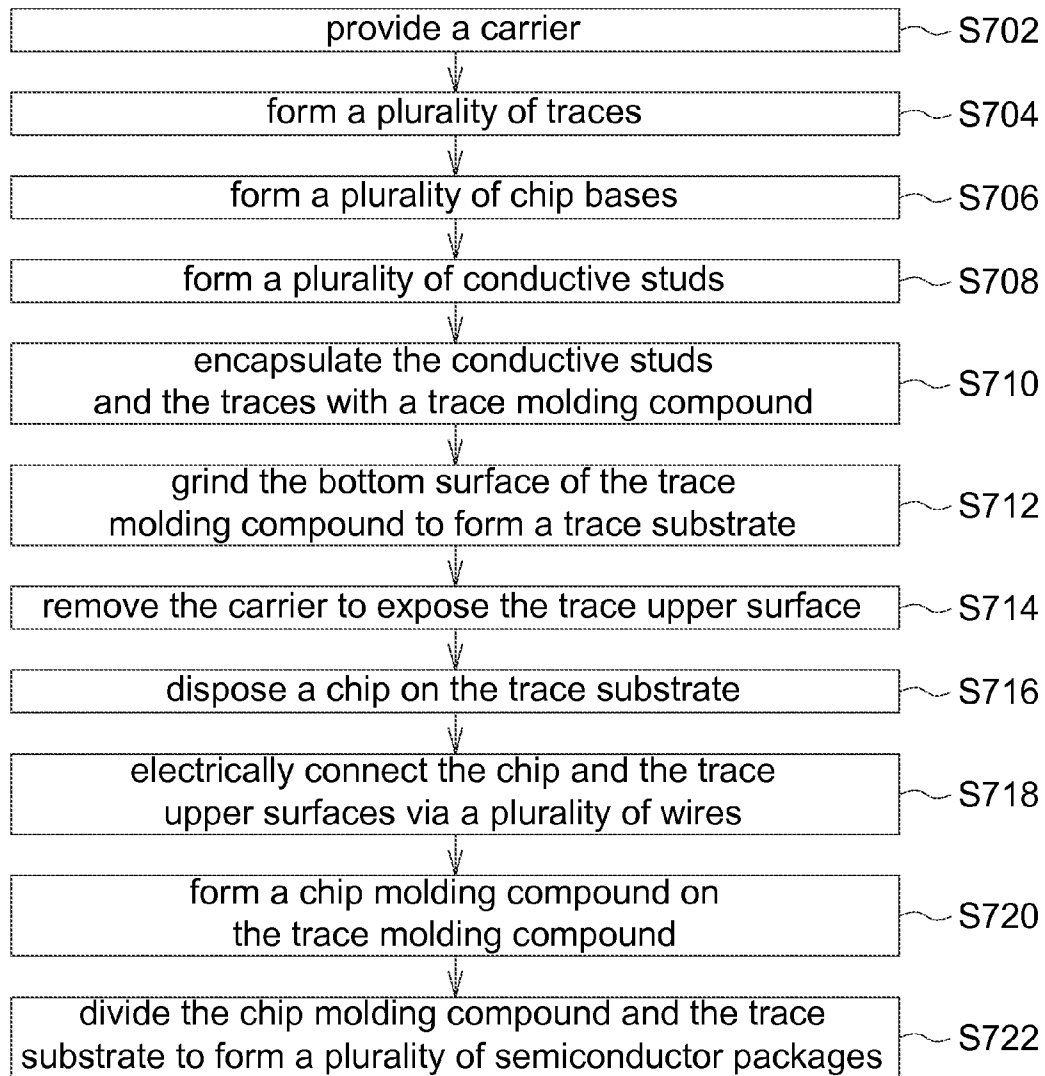 provide a carrier
S702
form a plurality of traces
S704
form a plurality of chip bases
S706
form a plurality of conductive studs
S708
encapsulate the conductive studs
and the traces with a trace molding compound
S710
grind the bottom surface of the trace
molding compound to form a trace substrate
S712
remove the carrier to expose the trace upper surface
S714
dispose a chip on the trace substrate
S716
electrically connect the chip and the trace
upper surfaces via a plurality of wires
S718
form a chip molding compound on
the trace molding compound
S720
divide the chip molding compound and the trace
substrate to form a plurality of semiconductor packages
S722